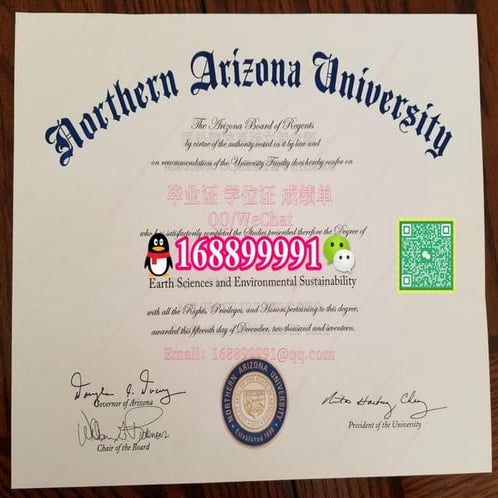 Northern Arizona University
The Arizona Board of Regents
by virtue of the authority vested in it by law and
on recommendation of the University Faculty does hereby confer on
毕业证 学位证 成绩单
QQ/WeChat
who has satisfactorily completed the Studies prescribed therefore the Degree of
168899991
Earth Sciences and Environmental Sustainability
with all the Rights, Privileges, and Honors pertaining to this degree,
awarded this fifteenth day of December, two thousand and seventeen.
Email: 168899991@qq.com
NORTHERN ARIZONA UNIVERSITY
Established 1899
Governor of Arizona
Chair of the Board
President of the University